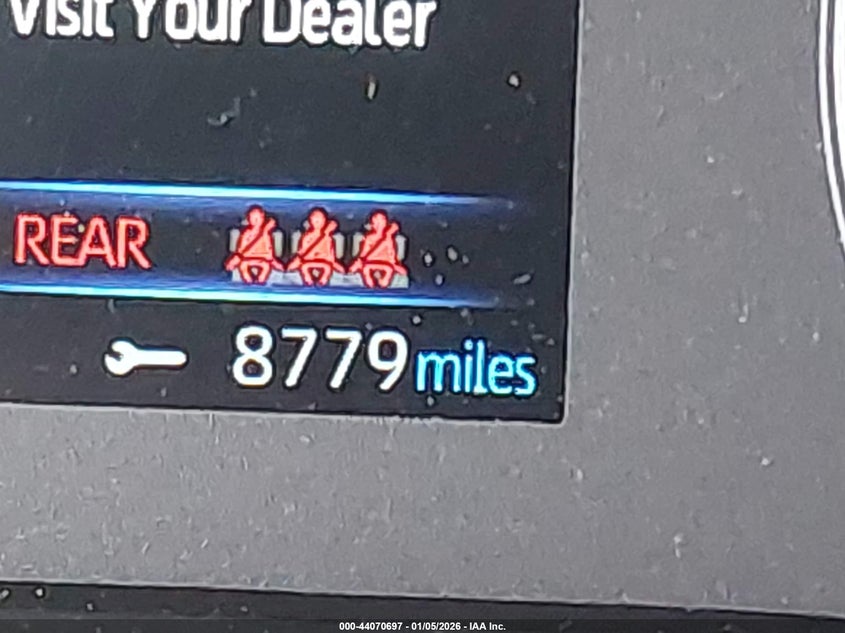 Visit Your Dealer
REAR
8779 miles
000-44070697 - 01/05/2026 - IAA Inc.